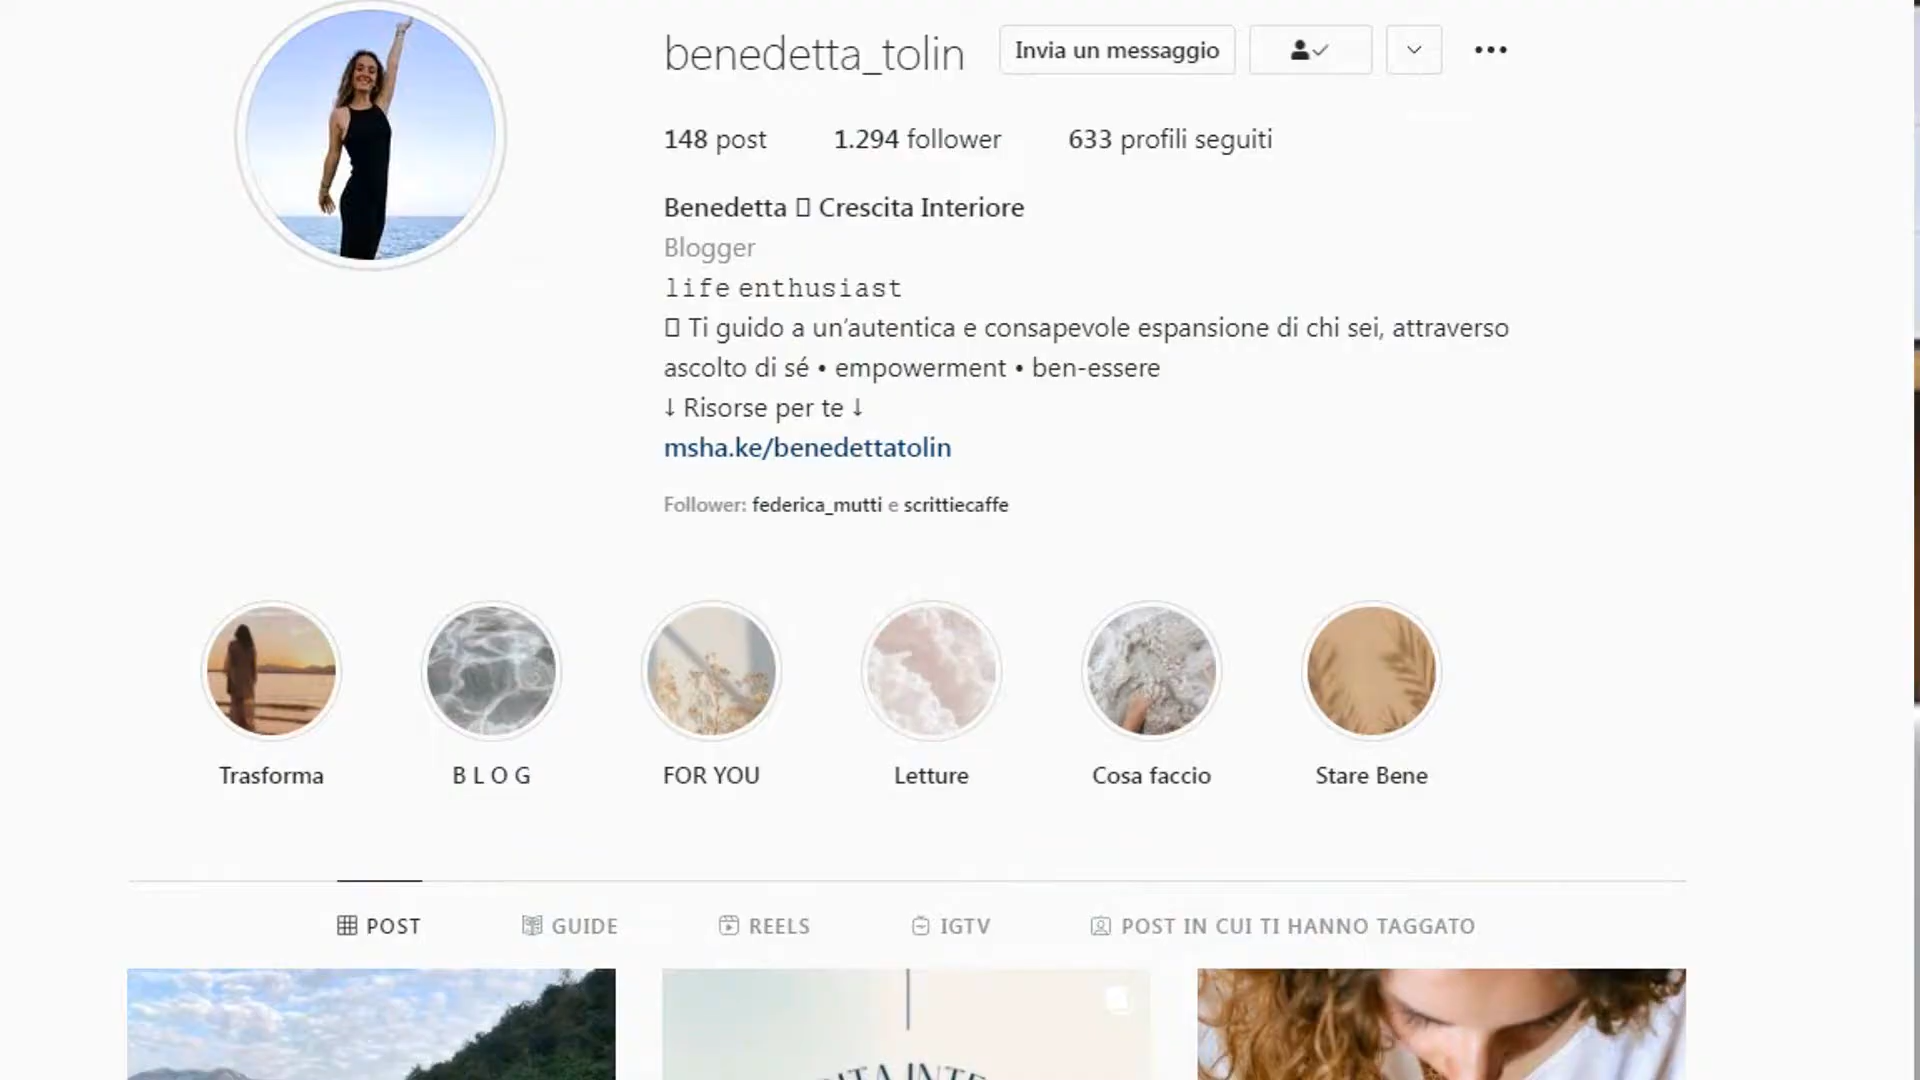 benedetta_tolin
Invia un messaggio
148 post
1.294 follower
633 profili seguiti
Benedetta Crescita Interiore
Blogger
life enthusiast
Ti guido a un’autentica e consapevole espansione di chi sei, attraverso
ascolto di sé • empowerment • ben-essere
↓ Risorse per te ↓
msha.ke/benedettatolin
Follower: federica_mutti e scrittiecaffe
Trasforma
B L O G
FOR YOU
Letture
Cosa faccio
Stare Bene
POST
GUIDE
REELS
IGTV
POST IN CUI TI HANNO TAGGATO